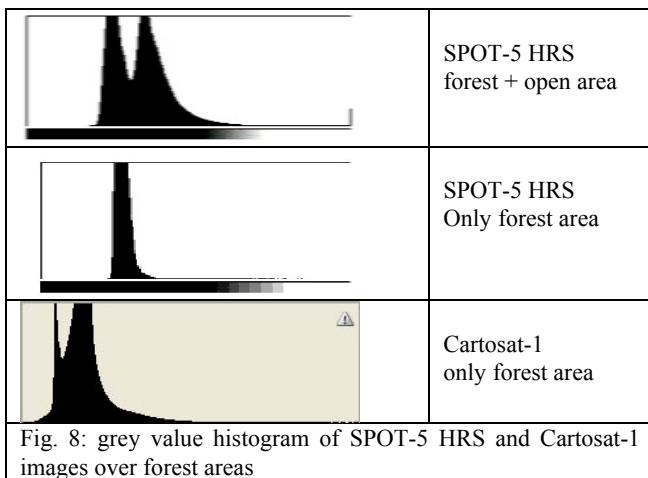 SPOT-5 HRS
forest + open area
SPOT-5 HRS
Only forest area
Cartosat-1
only forest area
Fig. 8: grey value histogram of SPOT-5 HRS and Cartosat-1
images over forest areas